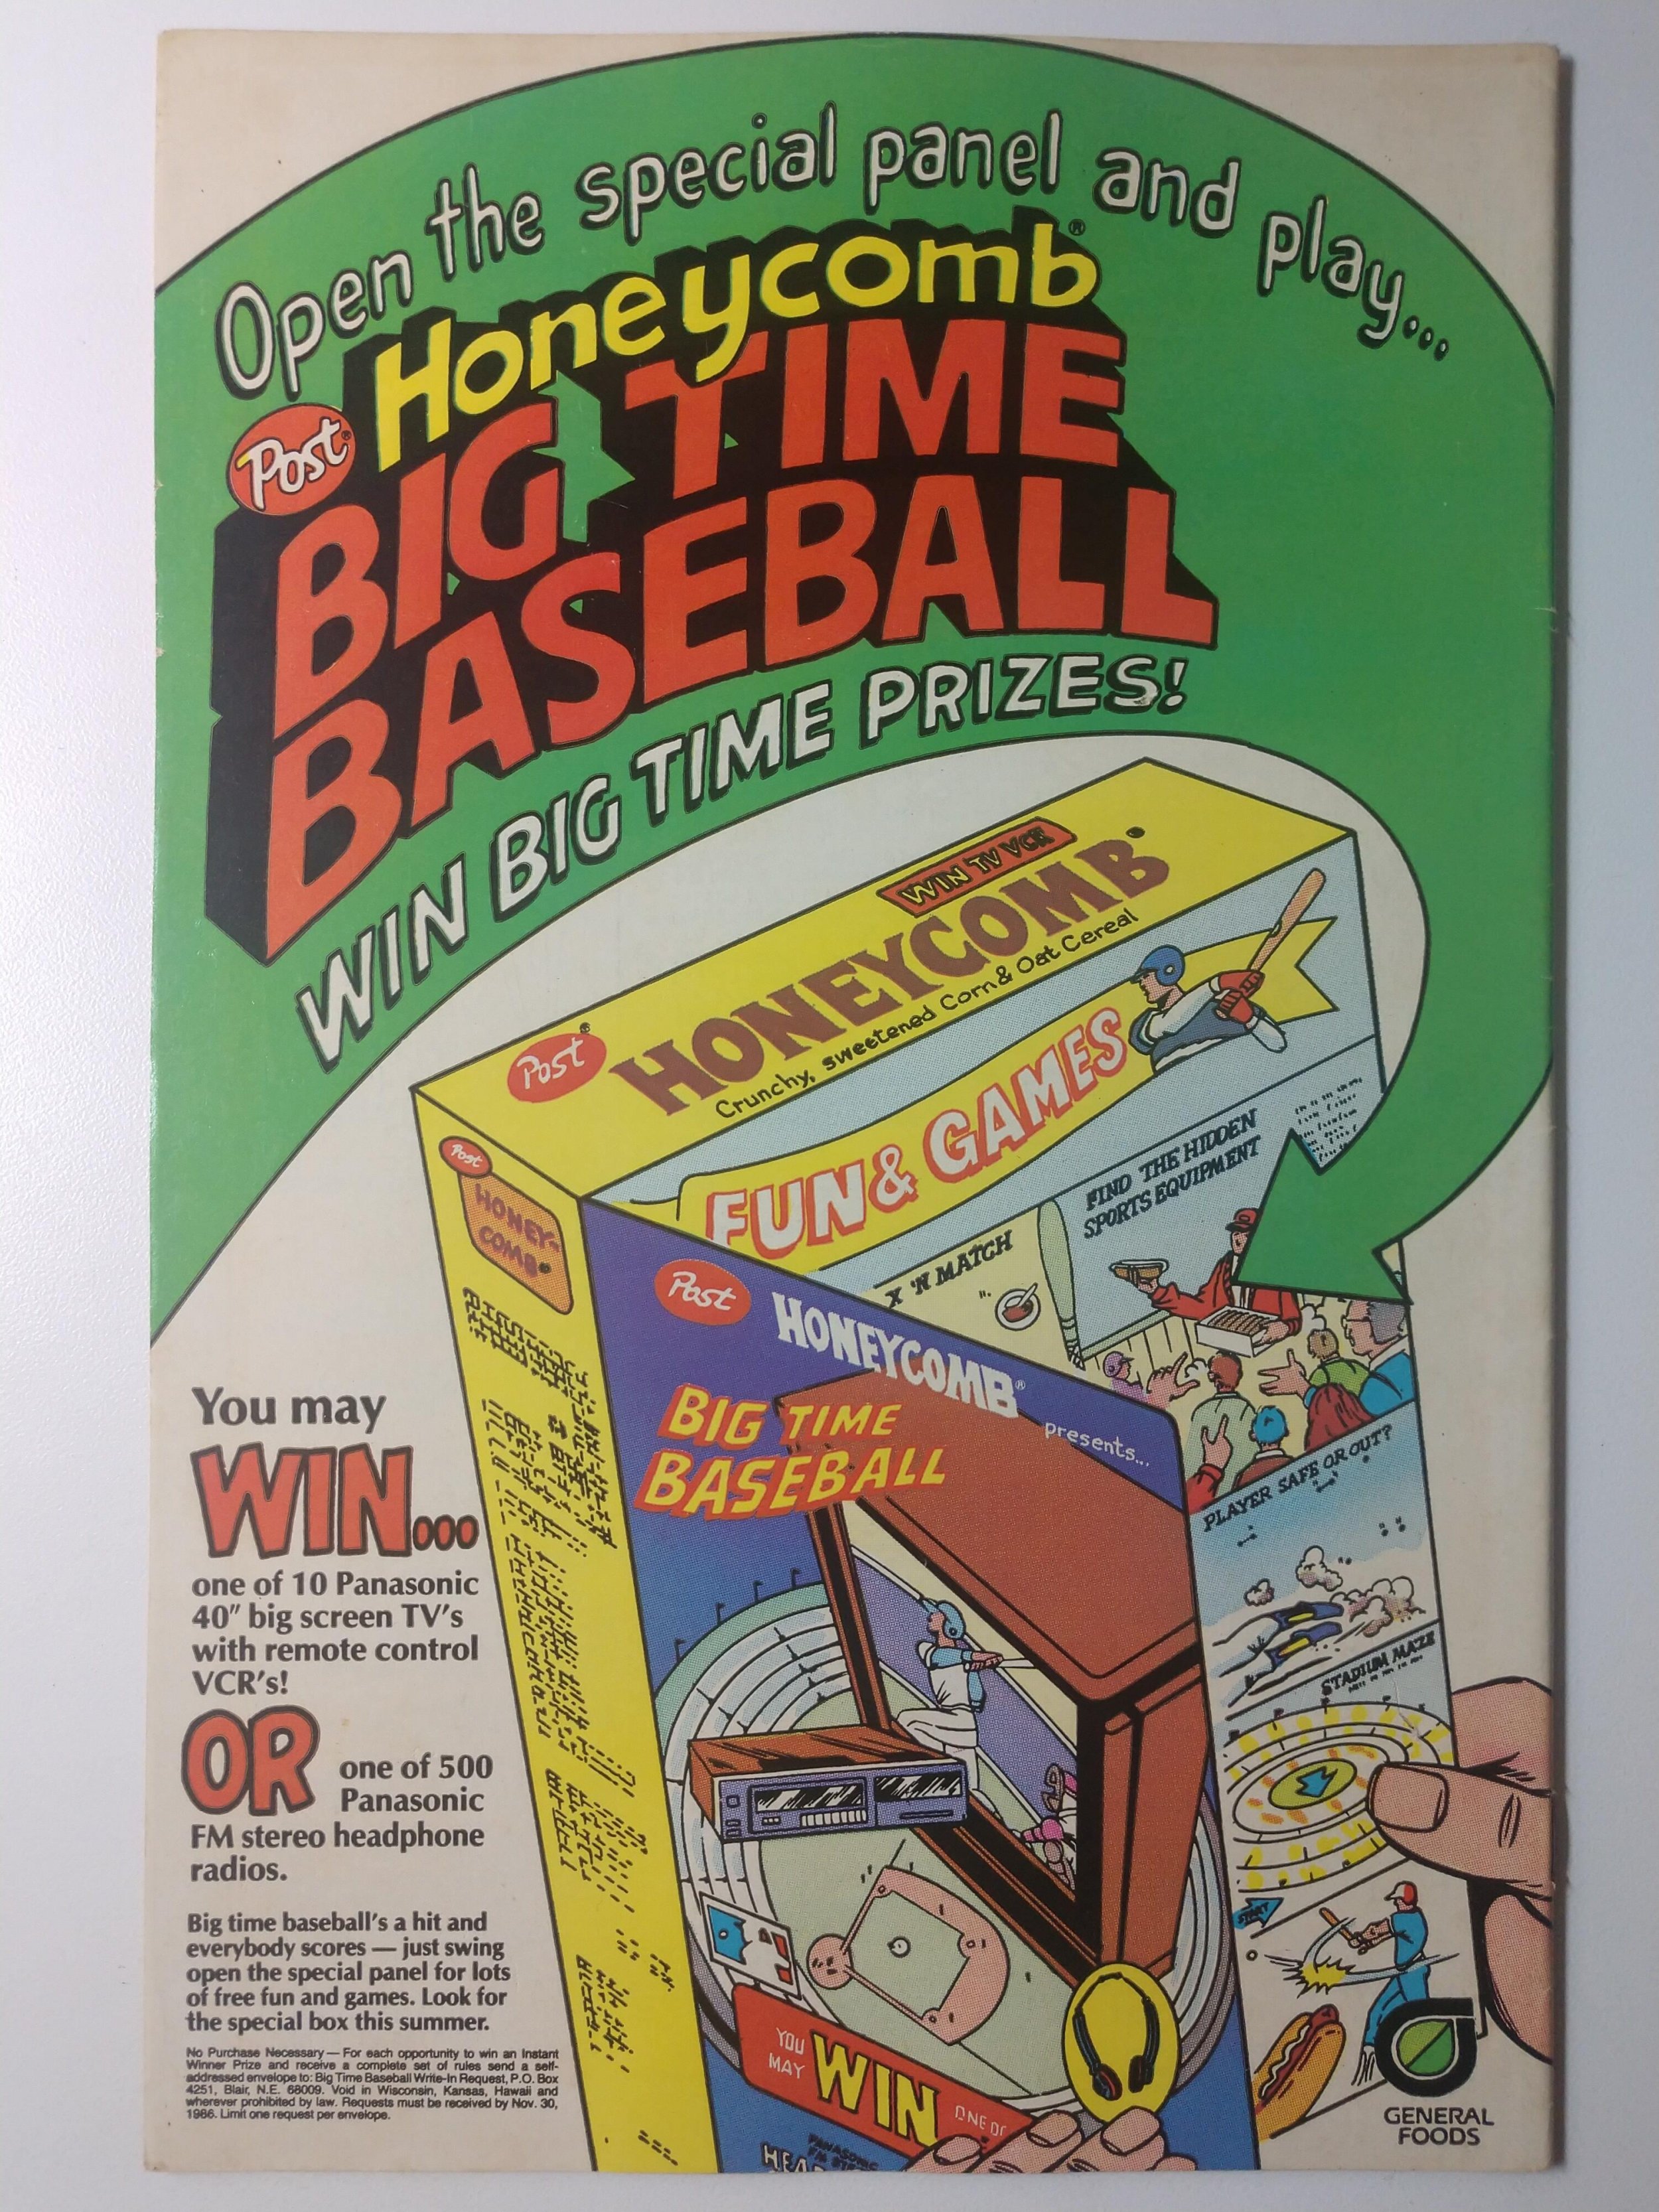 Open the special panel and play...
Post®
Honeycomb®
BIG TIME
BASEBALL
WIN BIG TIME PRIZES!
WIN TV VCR
Post®
HONEYCOMB®
Crunchy, sweetened Corn & Oat Cereal
FUN & GAMES
Post
HONEY-
COMB®
X 'N MATCH
FIND THE HIDDEN
SPORTS EQUIPMENT
Post
HONEYCOMB®
BIG TIME
BASEBALL
presents...
PLAYER SAFE OR OUT?
STADIUM MAZE
START
YOU
MAY
WIN
ONE OF
PANASONIC
You may
WIN...
one of 10 Panasonic
40" big screen TV's
with remote control
VCR's!
OR one of 500
Panasonic
FM stereo headphone
radios.
Big time baseball's a hit and
everybody scores — just swing
open the special panel for lots
of free fun and games. Look for
the special box this summer.
No Purchase Necessary — For each opportunity to win an Instant
Winner Prize and receive a complete set of rules send a self-
addressed envelope to: Big Time Baseball Write-In Request, P.O. Box
4251, Blair, N.E. 68009. Void in Wisconsin, Kansas, Hawaii and
wherever prohibited by law. Requests must be received by Nov. 30,
1986. Limit one request per envelope.
GENERAL
FOODS